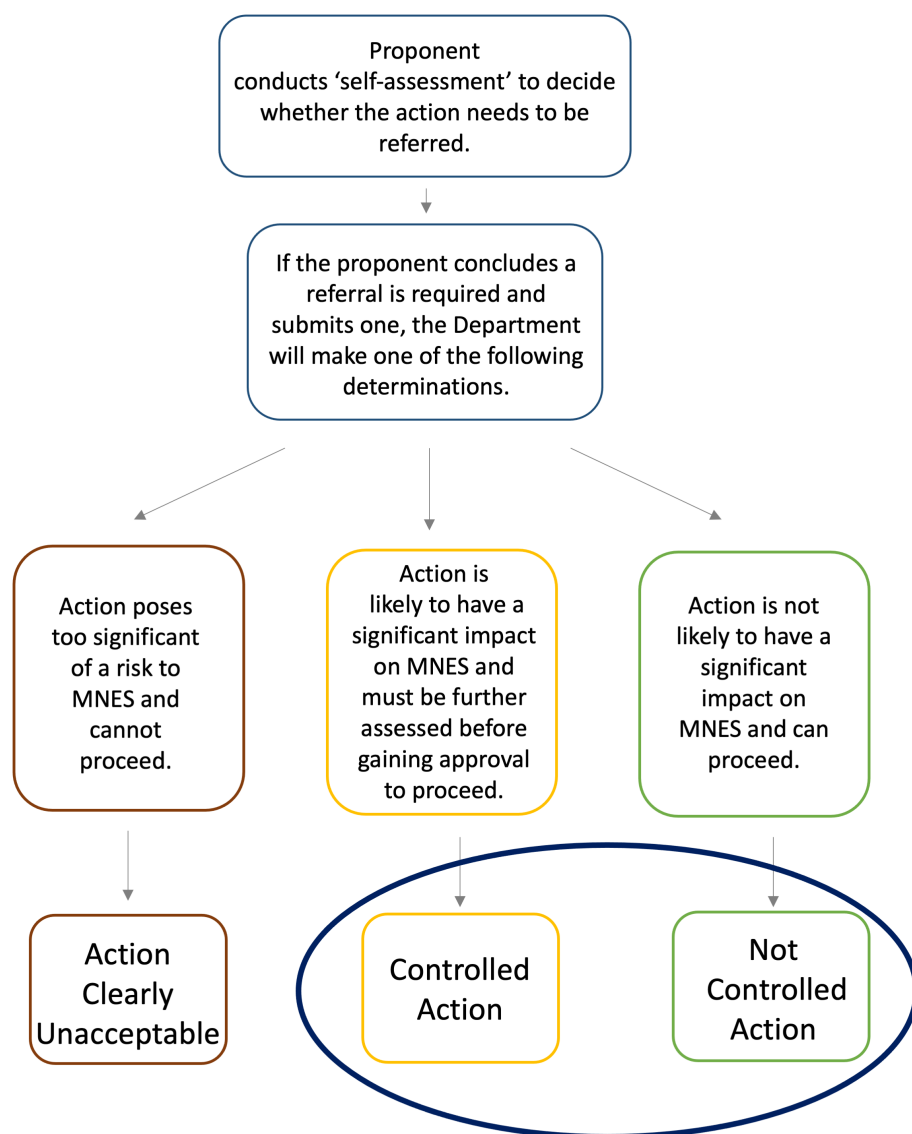 Proponent
conducts ‘self-assessment’ to decide
whether the action needs to be
referred.
If the proponent concludes a
referral is required and
submits one, the Department
will make one of the following
determinations.
Action poses
too significant
of a risk to
MNES and
cannot
proceed.
Action is
likely to have a
significant impact
on MNES and
must be further
assessed before
gaining approval
to proceed.
Action is not
likely to have a
significant
impact on
MNES and can
proceed.
Action
Clearly
Unacceptable
Controlled
Action
Not
Controlled
Action